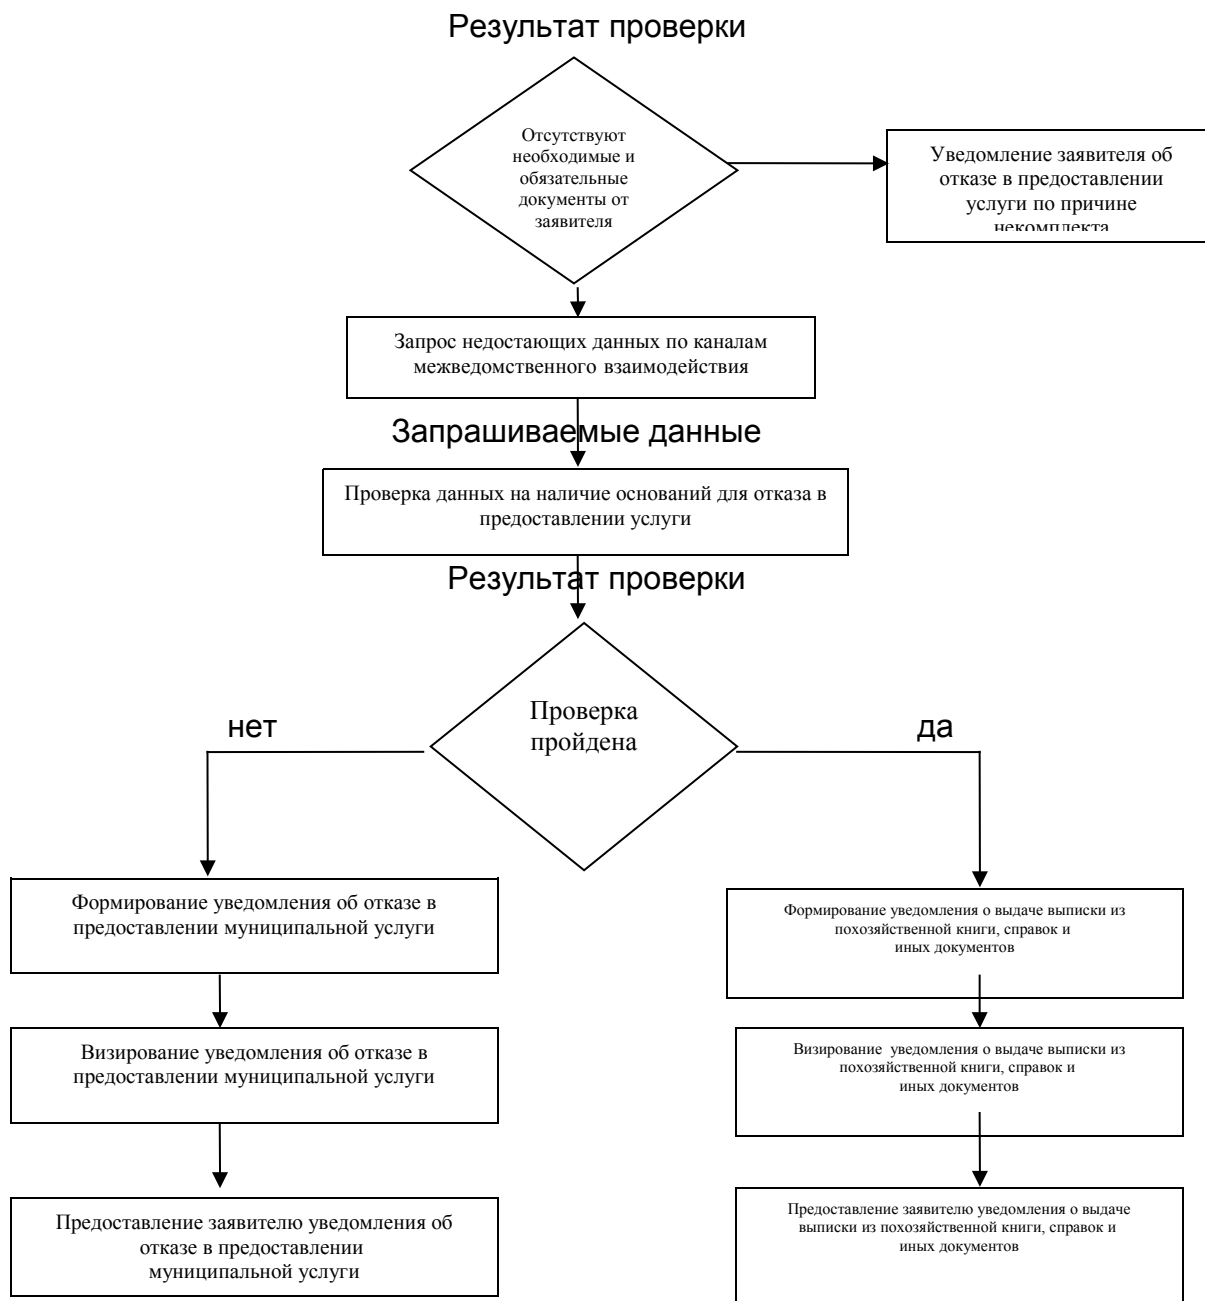 Результат проверки
Отсутствуют
необходимые и
обязательные
документы от
заявителя
Уведомление заявителя об
отказе в предоставлении
услуги по причине
некомплекта
Запрос недостающих данных по каналам
межведомственного взаимодействия
Запрашиваемые данные
Проверка данных на наличие оснований для отказа в
предоставлении услуги
Результат проверки
Проверка
пройдена
нет
да
Формирование уведомления об отказе в
предоставлении муниципальной услуги
Формирование уведомления о выдаче выписки из
похозяйственной книги, справок и
иных документов
Визирование уведомления об отказе в
предоставлении муниципальной услуги
Визирование уведомления о выдаче выписки из
похозяйственной книги, справок и
иных документов
Предоставление заявителю уведомления об
отказе в предоставлении
муниципальной услуги
Предоставление заявителю уведомления о выдаче
выписки из похозяйственной книги, справок и
иных документов